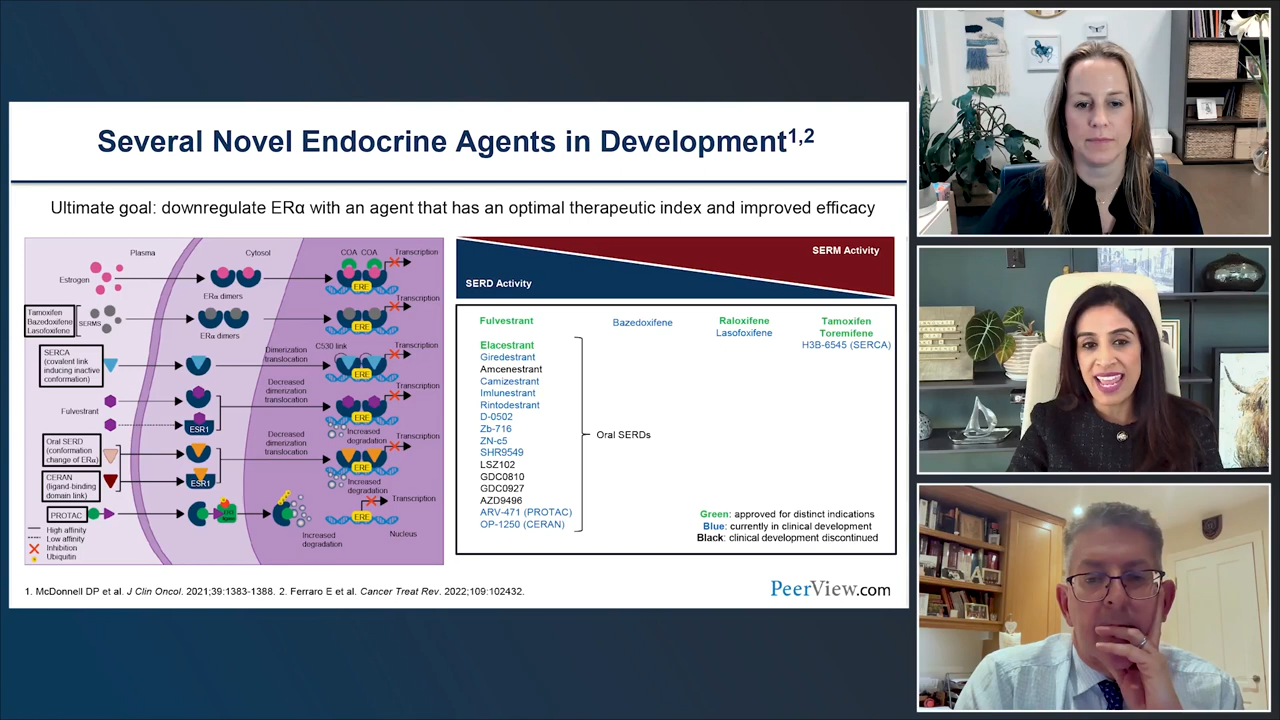 Several Novel Endocrine Agents in Development1,2
Ultimate goal: downregulate ERα with an agent that has an optimal therapeutic index and improved efficacy
Plasma
Cytosol
COA COA
Transcription
Estrogen
ERα dimers
ERE
Tamoxifen
Bazedoxifene
Lasofoxifene
SERMS
ERα dimers
Transcription
ERE
SERCA
(covalent link
inducing inactive
conformation)
Dimerization
translocation
C530 link
Transcription
ERE
Fulvestrant
ESR1
Decreased
dimerization
translocation
Transcription
ERE
Increased
degradation
Oral SERD
(conformation
change of ERα)
CERAN
(ligand-binding
domain link)
ESR1
Decreased
dimerization
translocation
Transcription
ERE
Increased
degradation
PROTAC
Increased
degradation
Transcription
ERE
Nucleus
High affinity
Low affinity
Inhibition
Ubiquitin
SERD Activity
SERM Activity
Fulvestrant
Elacestrant
Giredestrant
Amcenestrant
Camizestrant
Imlunestrant
Rintodestrant
D-0502
Zb-716
ZN-c5
SHR9549
LSZ102
GDC0810
GDC0927
AZD9496
ARV-471 (PROTAC)
OP-1250 (CERAN)
Oral SERDs
Bazedoxifene
Raloxifene
Lasofoxifene
Tamoxifen
Toremifene
H3B-6545 (SERCA)
Green: approved for distinct indications
Blue: currently in clinical development
Black: clinical development discontinued
1. McDonnell DP et al. J Clin Oncol. 2021;39:1383-1388. 2. Ferraro E et al. Cancer Treat Rev. 2022;109:102432.
PeerView.com